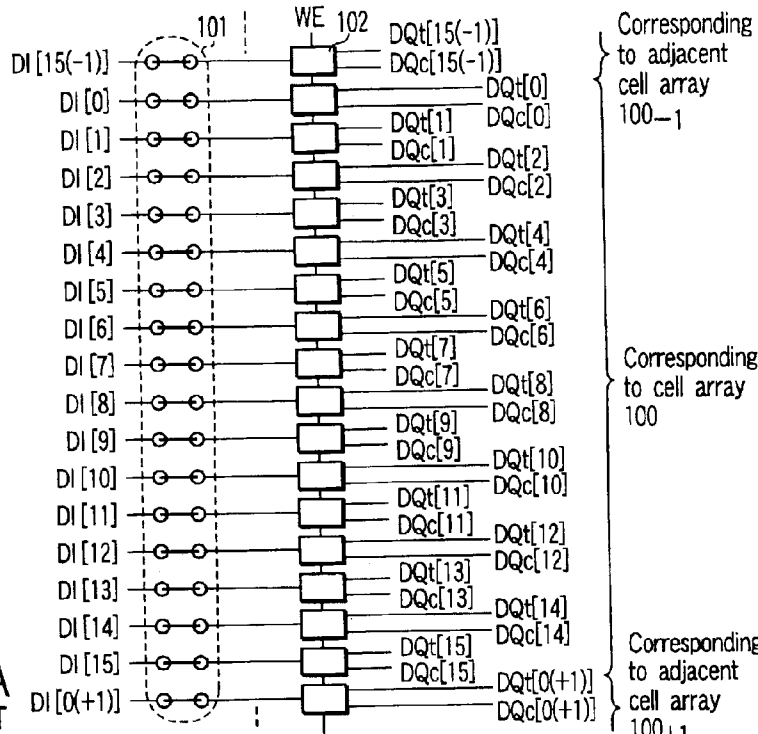 101
WE
102
DI [15(-1)]
DQt[15(-1)]
DQc[15(-1)]
Corresponding
to adjacent
cell array
100-1
DI [0]
DQt[0]
DQc[0]
DI [1]
DQt[1]
DQc[1]
DI [2]
DQt[2]
DQc[2]
DI [3]
DQt[3]
DQc[3]
DI [4]
DQt[4]
DQc[4]
DI [5]
DQt[5]
DQc[5]
DI [6]
DQt[6]
DQc[6]
DI [7]
DQt[7]
DQc[7]
Corresponding
to cell array
100
DI [8]
DQt[8]
DQc[8]
DI [9]
DQt[9]
DQc[9]
DI [10]
DQt[10]
DQc[10]
DI [11]
DQt[11]
DQc[11]
DI [12]
DQt[12]
DQc[12]
DI [13]
DQt[13]
DQc[13]
DI [14]
DQt[14]
DQc[14]
DI [15]
DQt[15]
DQc[15]
DI [0(+1)]
DQt[0(+1)]
DQc[0(+1)]
Corresponding
to adjacent
cell array
100+1
A
T